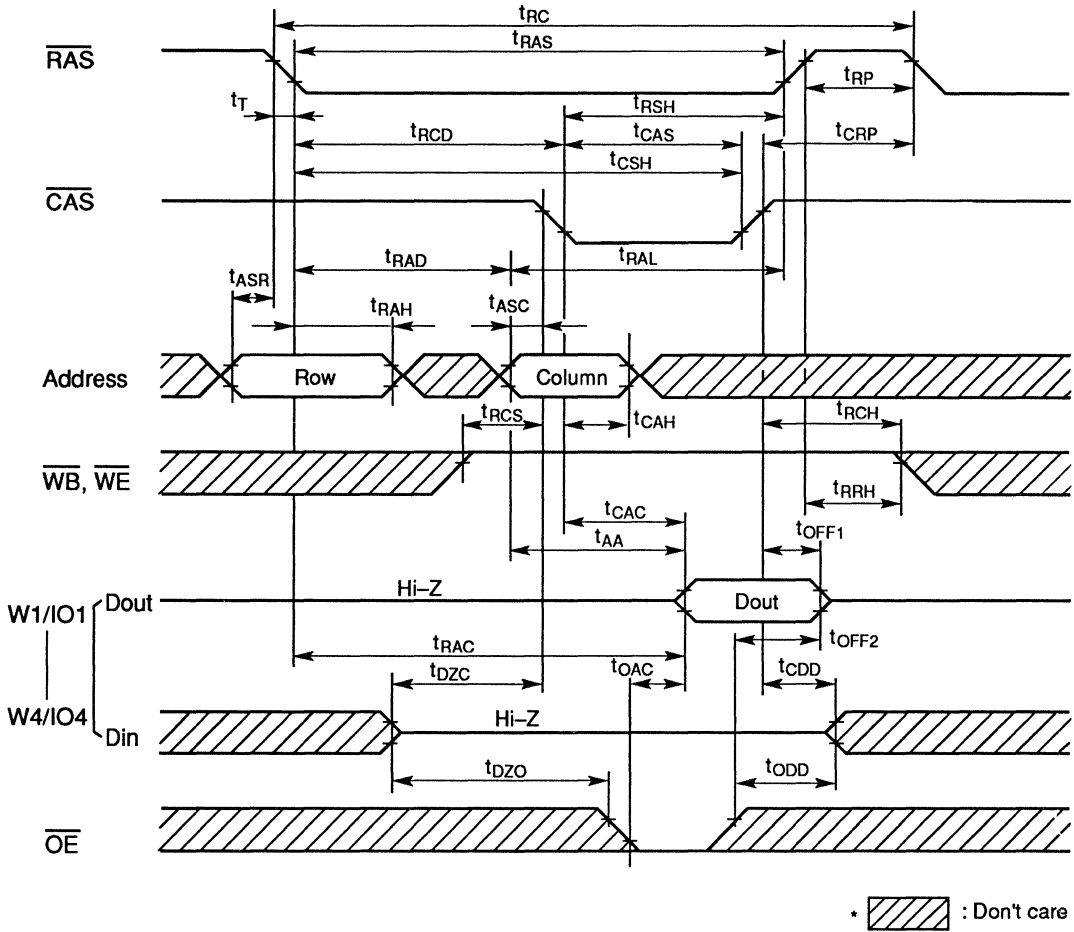 tRC
RAS
tRAS
tRP
tT
tRSH
tRCD
tCAS
tCRP
tCSH
CAS
tRAD
tRAL
tASR
tRAH
tASC
Address
Row
Column
tRCS
tCAH
tRCH
WB, WE
tRRH
tCAC
tAA
tOFF1
Hi–Z
W1/IO1
Dout
Dout
tRAC
tOAC
tOFF2
tDZC
tCDD
W4/IO4
Hi–Z
Din
tDZO
tODD
OE
* : Don't care